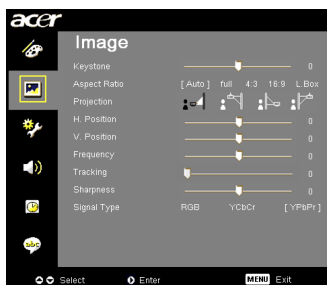 acer
Image
Keystone 0
Aspect Ratio [ Auto ] full 4:3 16:9 L.Box
Projection
H. Position 0
V. Position 0
Frequency 0
Tracking 0
Sharpness 0
Signal Type RGB YCbCr [ YPbPr ]
abc
Select Enter MENU Exit